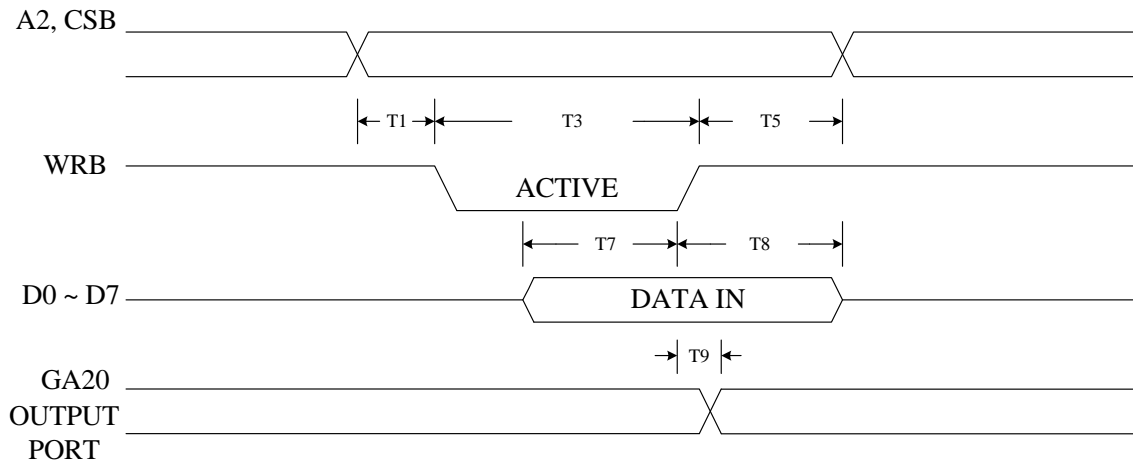 A2, CSB
T1
T3
T5
WRB
ACTIVE
T7
T8
D0 ~ D7
DATA IN
T9
GA20
OUTPUT
PORT